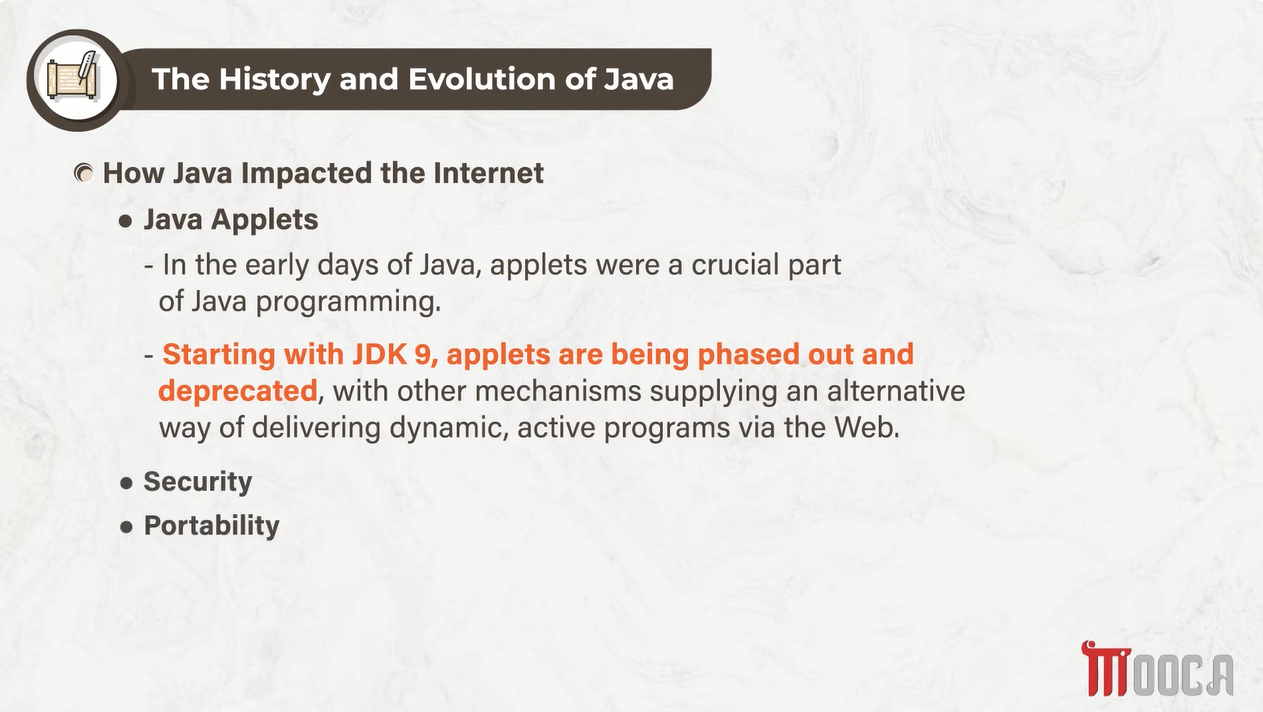 The History and Evolution of Java
How Java Impacted the Internet
• Java Applets
- In the early days of Java, applets were a crucial part
of Java programming.
- Starting with JDK 9, applets are being phased out and
deprecated, with other mechanisms supplying an alternative
way of delivering dynamic, active programs via the Web.
• Security
• Portability
MOOCA